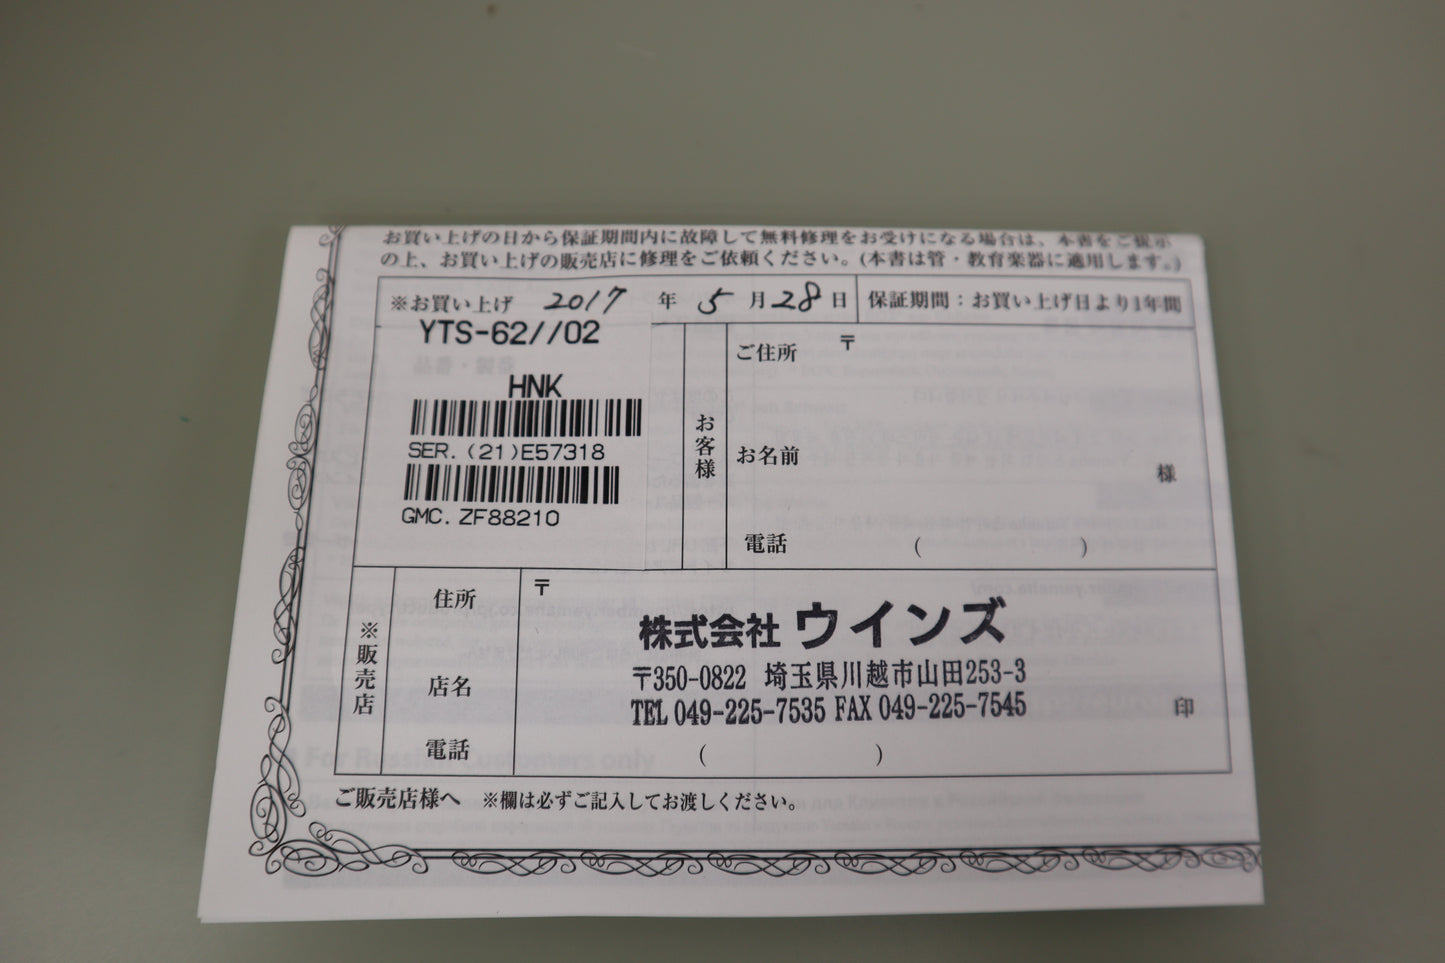 お買い上げの日から保証期間内に故障して無料修理をお受けになる場合は、本書をご提示
の上、お買い上げの販売店に修理をご依頼ください。(本書は管・教育楽器に適用します。)
※お買い上げ 2017 年 5 月 28 日 保証期間：お買い上げ日より1年間
YTS-62//02
HNK
SER. (21)E57318
GMC. ZF88210
お客様
ご住所 〒
お名前 様
電話 ( )
※販売店
住所 〒
株式会社 ウインズ
〒350-0822 埼玉県川越市山田253-3
店名
TEL 049-225-7535 FAX 049-225-7545
印
電話 ( )
ご販売店様へ ※欄は必ずご記入してお渡しください。
For Russian Customers only